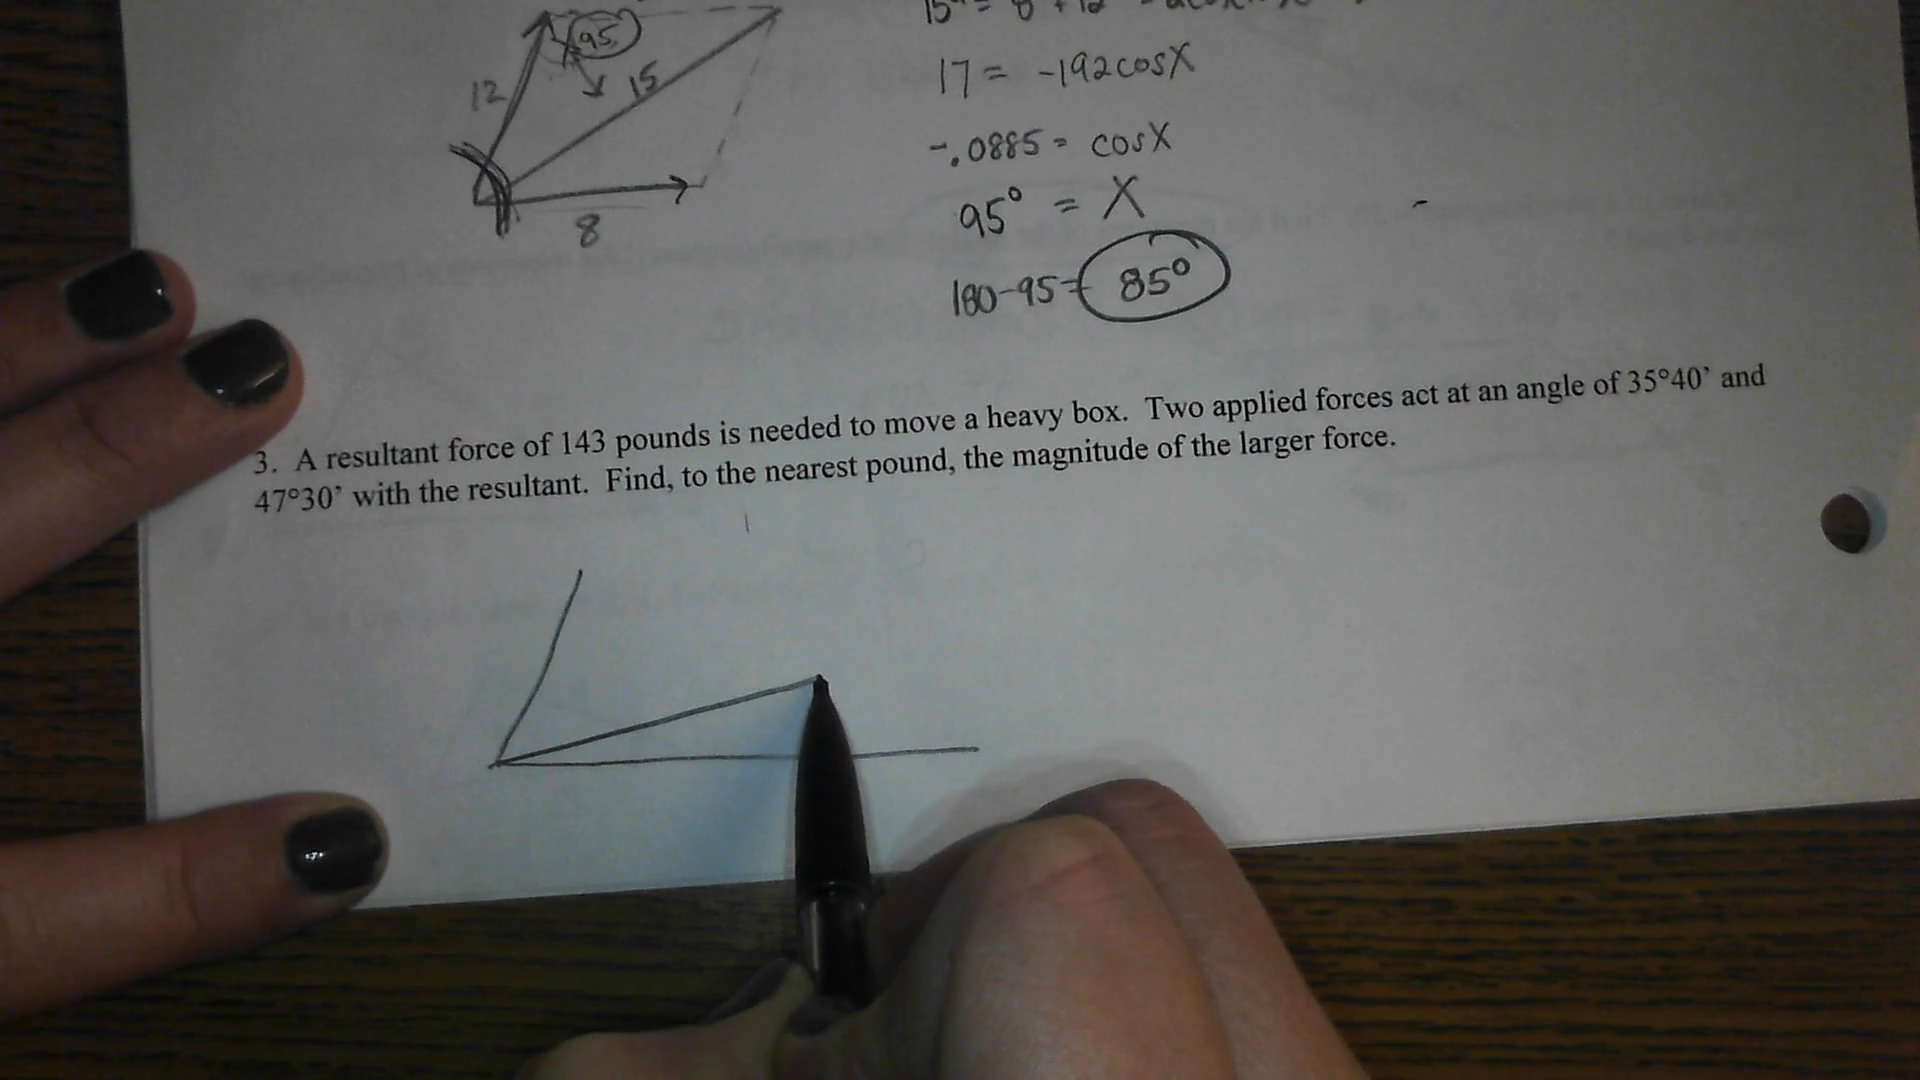 95
12
15
8
17 = -192cosX
-.0885 = cosX
95° = X
180-95= 85°
3. A resultant force of 143 pounds is needed to move a heavy box. Two applied forces act at an angle of 35°40’ and
47°30’ with the resultant. Find, to the nearest pound, the magnitude of the larger force.